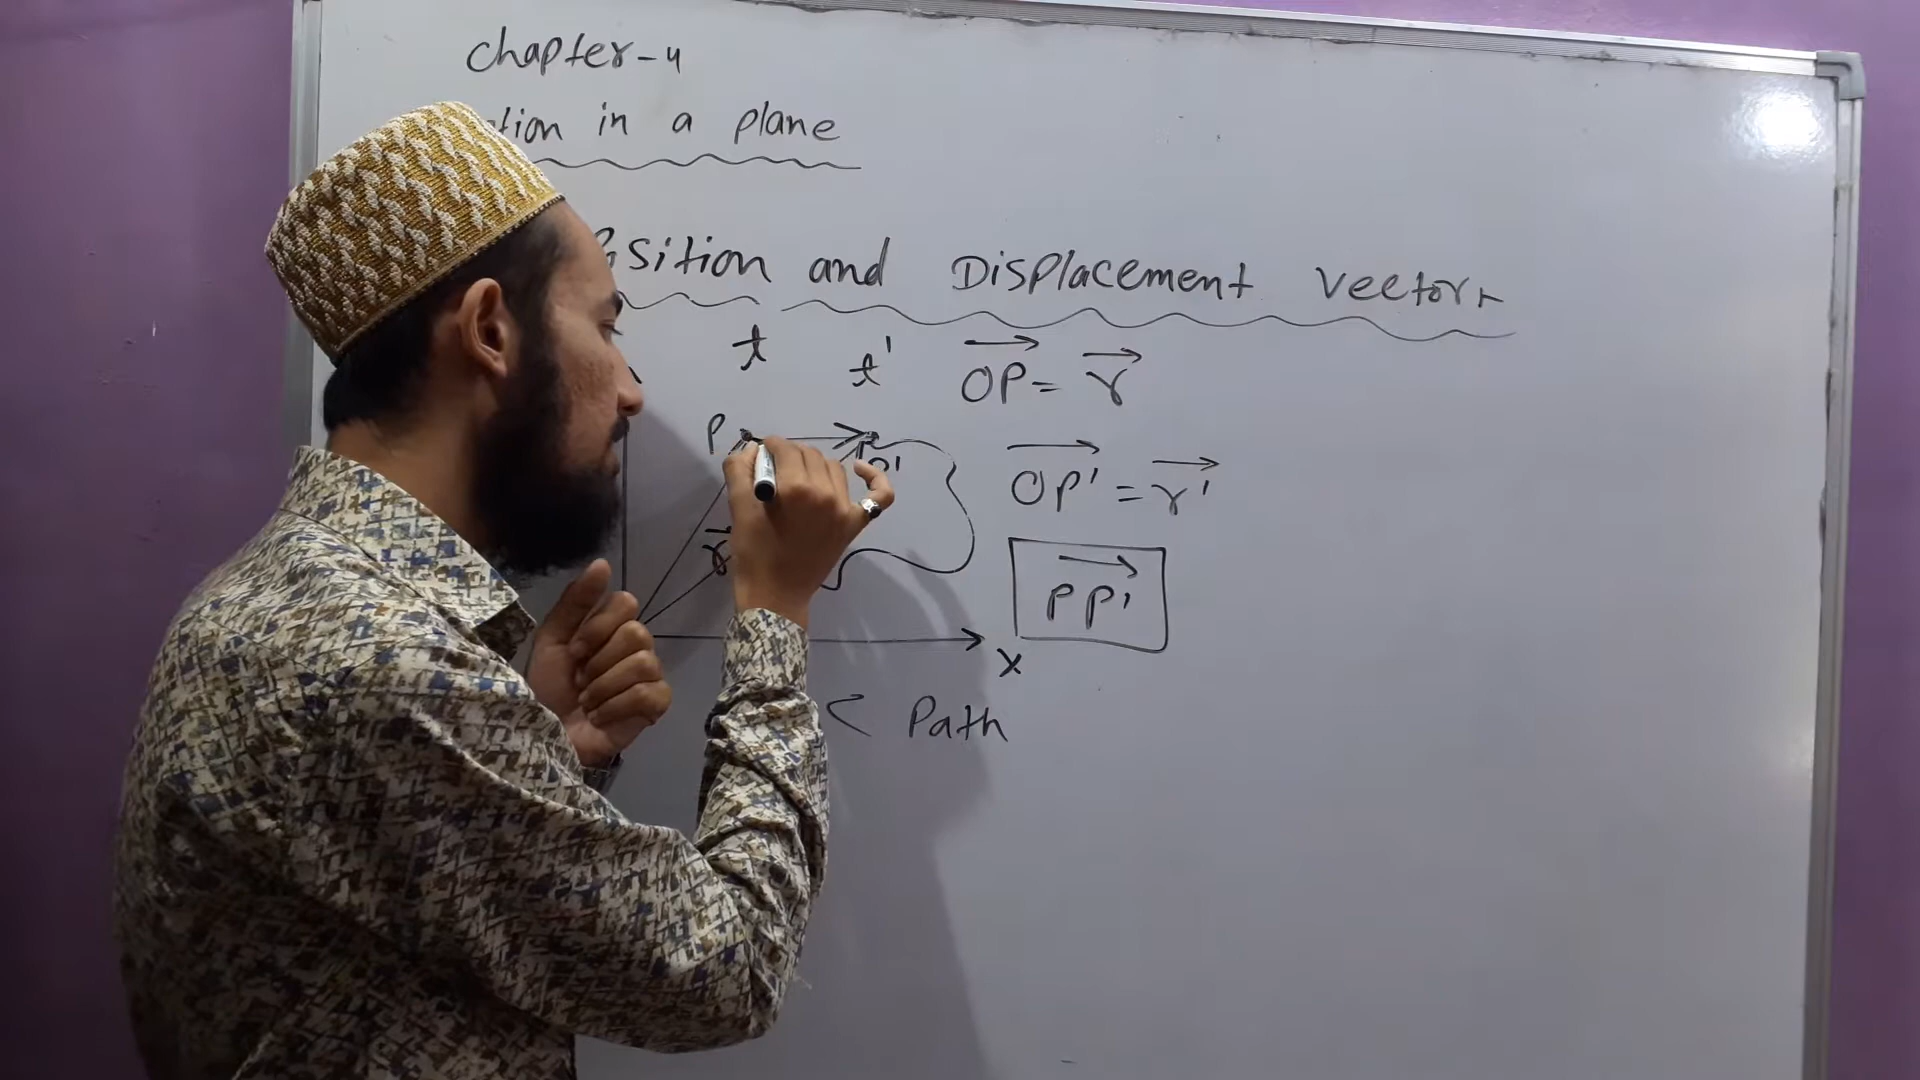 Chapter-4
tion in a plane
sition and Displacement Vector
t t' OP = r
P P'
OP' = r'
r
PP'
X
Path